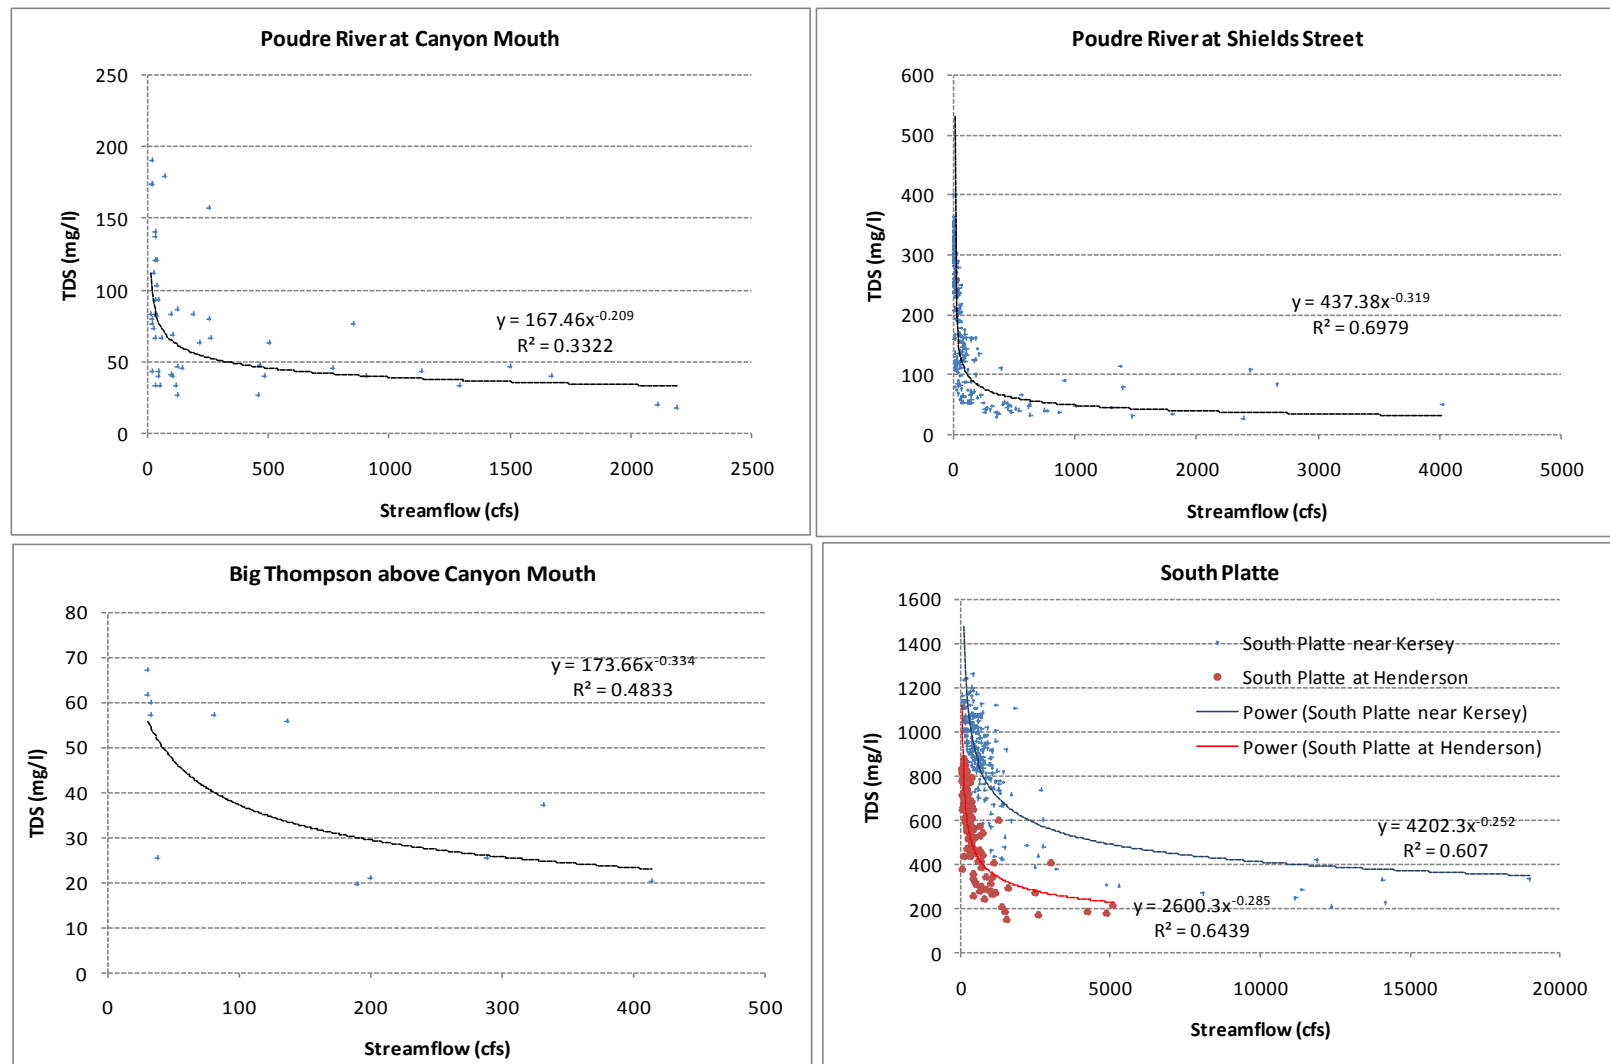 Poudre River at Canyon Mouth
250
200
150
100
50
0
TDS (mg/l)
y = 167.46x^-0.209
R² = 0.3322
0 500 1000 1500 2000 2500
Streamflow (cfs)
Poudre River at Shields Street
600
500
400
300
200
100
0
TDS (mg/l)
y = 437.38x^-0.319
R² = 0.6979
0 1000 2000 3000 4000 5000
Streamflow (cfs)
Big Thompson above Canyon Mouth
80
70
60
50
40
30
20
10
0
TDS (mg/L)
y = 173.66x^-0.334
R² = 0.4833
0 100 200 300 400 500
Streamflow (cfs)
South Platte
1600
1400
1200
1000
800
600
400
200
0
TDS (mg/L)
South Platte near Kersey
South Platte at Henderson
Power (South Platte near Kersey)
Power (South Platte at Henderson)
y = 4202.3x^-0.252
R² = 0.607
y = 2600.3x^-0.285
R² = 0.6439
0 5000 10000 15000 20000
Streamflow (cfs)